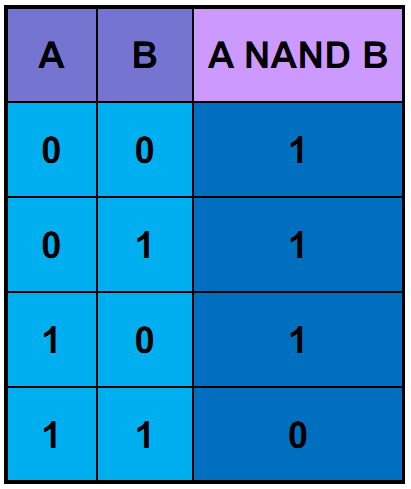 A B A NAND B
0 0 1
0 1 1
1 0 1
1 1 0